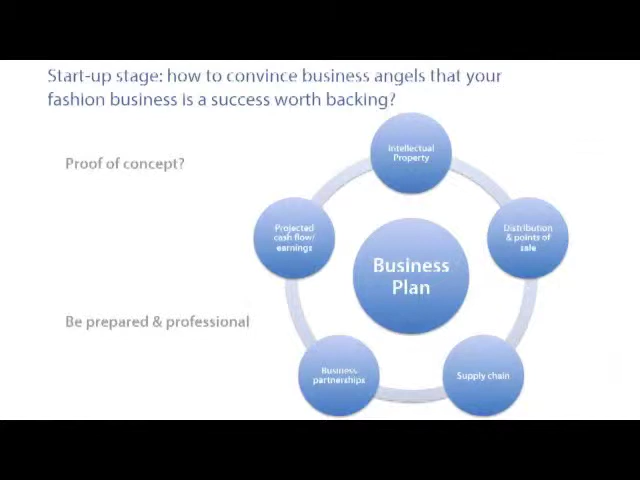 Start-up stage: how to convince business angels that your
fashion business is a success worth backing?
Proof of concept?
Intellectual
Property
Projected
cash flow/
earnings
Distribution
& points of
sale
Business
Plan
Be prepared & professional
Business
partnerships
Supply chain